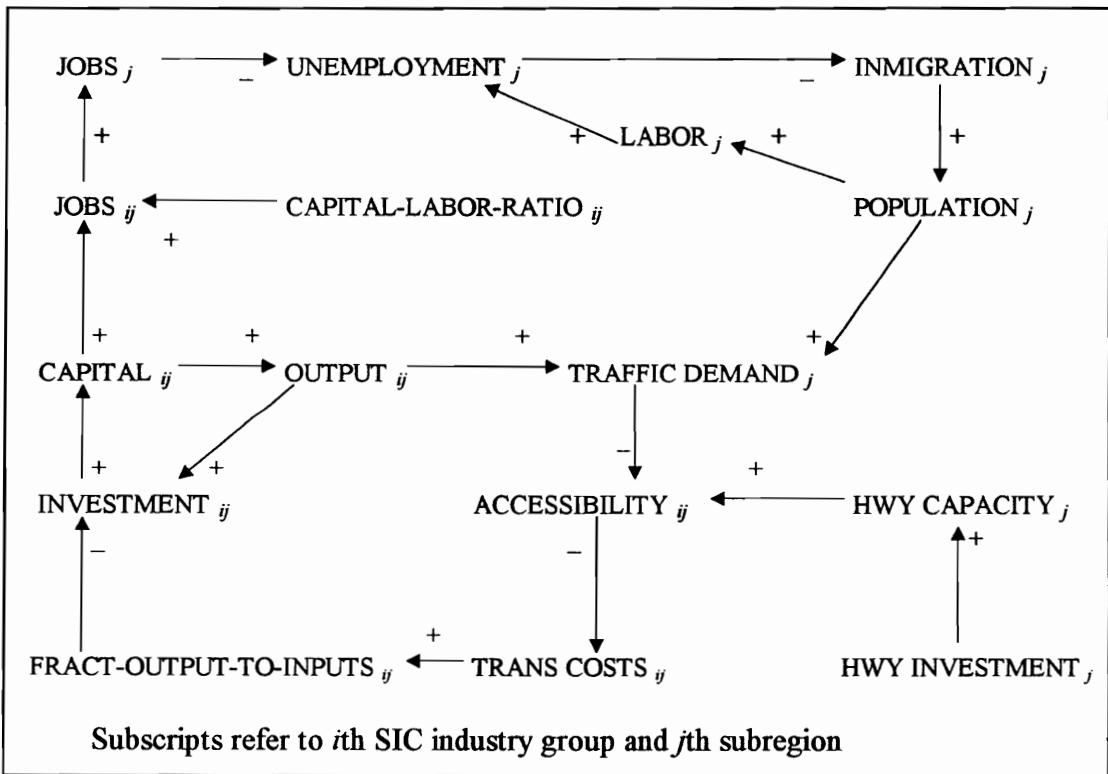 JOBS j − UNEMPLOYMENT j − INMIGRATION j
+ LABOR j + +
+
JOBS ij CAPITAL-LABOR-RATIO ij POPULATION j
+
+ + + +
CAPITAL ij OUTPUT ij TRAFFIC DEMAND j
−
+ + +
INVESTMENT ij ACCESSIBILITY ij HWY CAPACITY j
− − +
+
FRACT-OUTPUT-TO-INPUTS ij TRANS COSTS ij HWY INVESTMENT j
Subscripts refer to ith SIC industry group and jth subregion